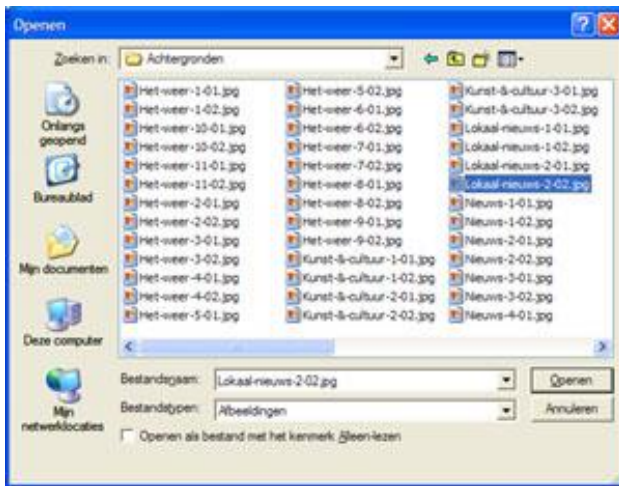 Openen
Zoeken in: Achtergronden
Onlangs geopend
Bureaublad
Mijn documenten
Deze computer
Mijn netwerklocaties
Het-weer-1-01.jpg
Het-weer-1-02.jpg
Het-weer-10-01.jpg
Het-weer-10-02.jpg
Het-weer-11-01.jpg
Het-weer-11-02.jpg
Het-weer-2-01.jpg
Het-weer-2-02.jpg
Het-weer-3-01.jpg
Het-weer-3-02.jpg
Het-weer-4-01.jpg
Het-weer-4-02.jpg
Het-weer-5-01.jpg
Het-weer-5-02.jpg
Het-weer-6-01.jpg
Het-weer-6-02.jpg
Het-weer-7-01.jpg
Het-weer-7-02.jpg
Het-weer-8-01.jpg
Het-weer-8-02.jpg
Het-weer-9-01.jpg
Het-weer-9-02.jpg
Kunst-&-cultuur-1-01.jpg
Kunst-&-cultuur-1-02.jpg
Kunst-&-cultuur-2-01.jpg
Kunst-&-cultuur-2-02.jpg
Kunst-&-cultuur-3-01.jpg
Kunst-&-cultuur-3-02.jpg
Lokaal-nieuws-1-01.jpg
Lokaal-nieuws-1-02.jpg
Lokaal-nieuws-2-01.jpg
Lokaal-nieuws-2-02.jpg
Nieuws-1-01.jpg
Nieuws-1-02.jpg
Nieuws-2-01.jpg
Nieuws-2-02.jpg
Nieuws-3-01.jpg
Nieuws-3-02.jpg
Nieuws-4-01.jpg
Bestandsnaam: Lokaal-nieuws-2-02.jpg Openen
Bestandstypen: Afbeeldingen Annuleren
Openen als bestand met het kenmerk Alleen-lezen